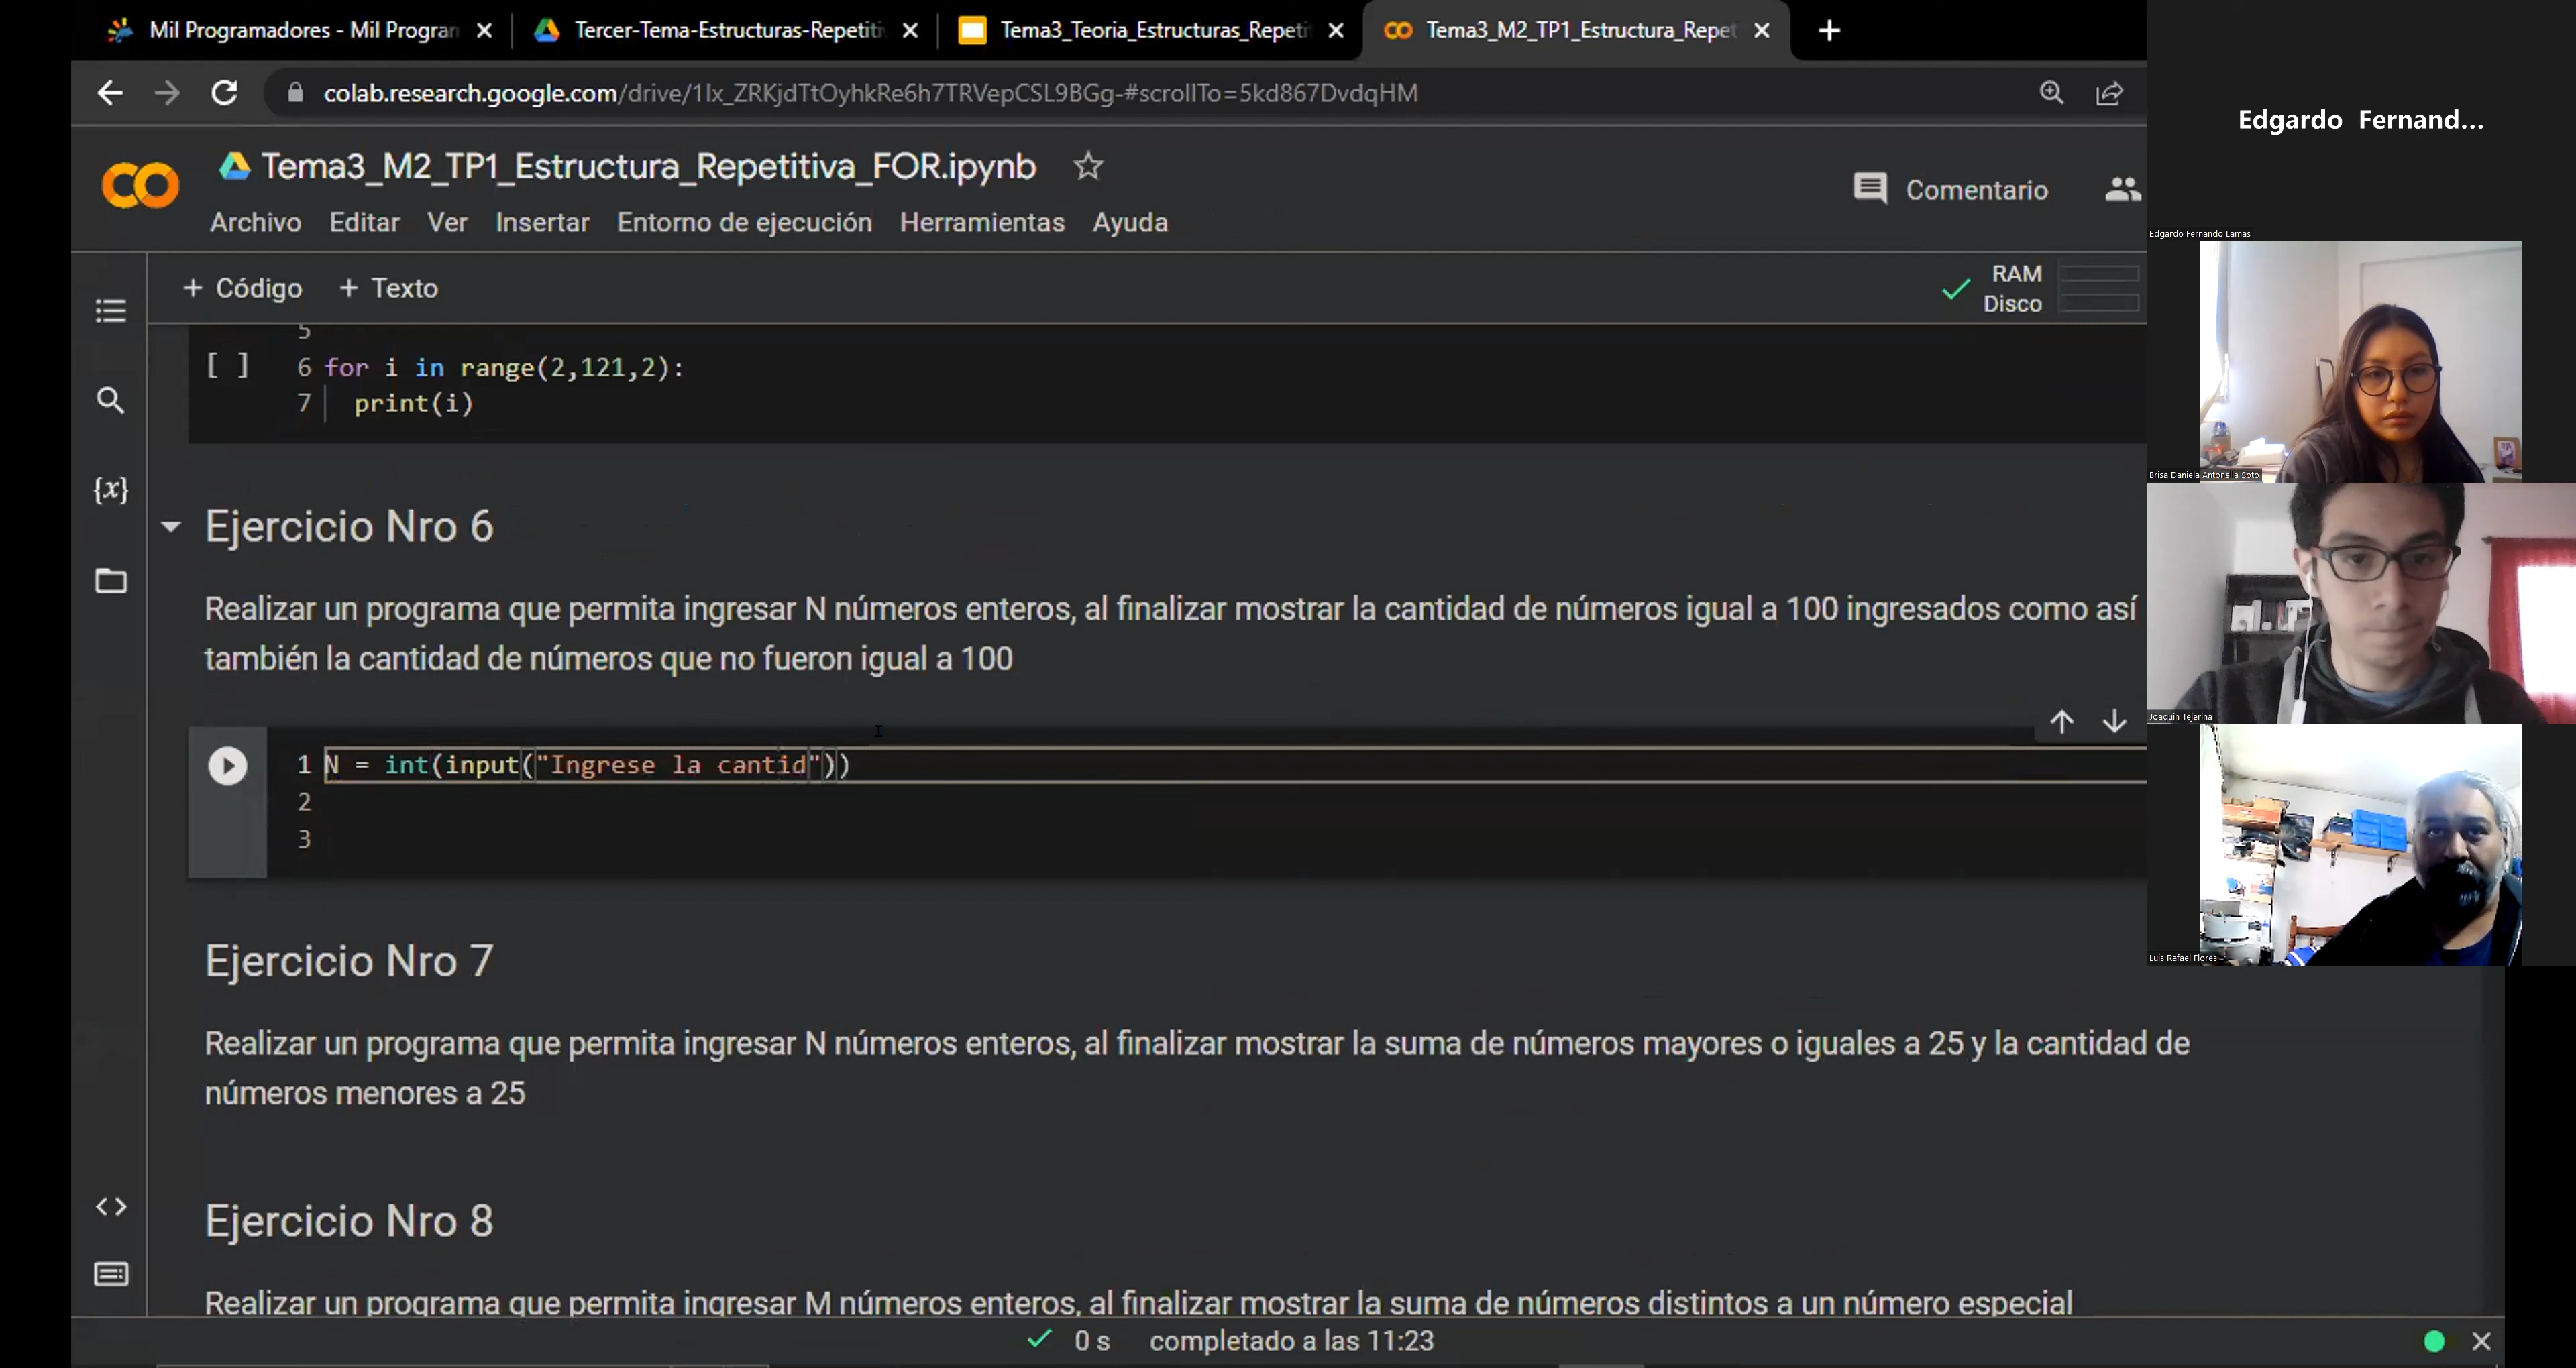 Mil Programadores - Mil Progran
Tercer-Tema-Estructuras-Repetiti
Tema3_Teoria_Estructuras_Repeti
Tema3_M2_TP1_Estructura_Repet
colab.research.google.com/drive/1lx_ZRKjdTtOyhkRe6h7TRVepCSL9BGg-#scrollTo=5kd867DvdqHM
Tema3_M2_TP1_Estructura_Repetitiva_FOR.ipynb
Comentario
Archivo Editar Ver Insertar Entorno de ejecución Herramientas Ayuda
+ Código + Texto
RAM
Disco
5
[ ] 6 for i in range(2,121,2):
7 print(i)
Ejercicio Nro 6
Realizar un programa que permita ingresar N números enteros, al finalizar mostrar la cantidad de números igual a 100 ingresados como así
también la cantidad de números que no fueron igual a 100
1 N = int(input("Ingrese la cantid"))
2
3
Ejercicio Nro 7
Realizar un programa que permita ingresar N números enteros, al finalizar mostrar la suma de números mayores o iguales a 25 y la cantidad de
números menores a 25
Ejercicio Nro 8
Realizar un programa que permita ingresar M números enteros, al finalizar mostrar la suma de números distintos a un número especial
0 s completado a las 11:23
Edgardo Fernand...
Edgardo Fernando Lamas
Brisa Daniela Antonella Soto
Joaquin Tejerina
Luis Rafael Flores